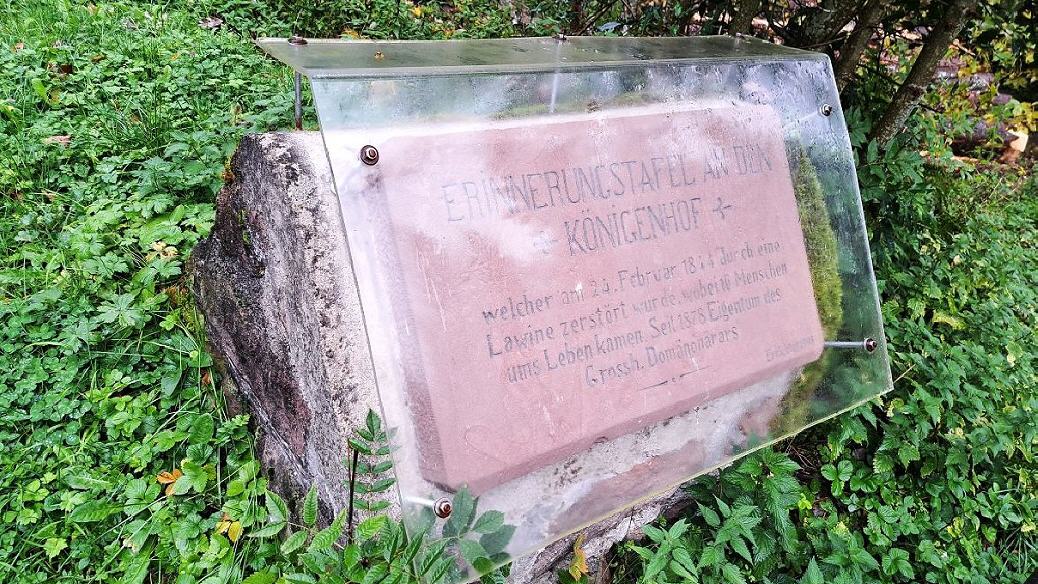 ERINNERUNGSTAFEL AN DEN
KÖNIGENHOF
welcher am 24. Februar 1844 durch eine
Lawine zerstört wurde, wobei 16 Menschen
ums Leben kamen. Seit 1878 Eigentum des
Grossh. Domänenärars